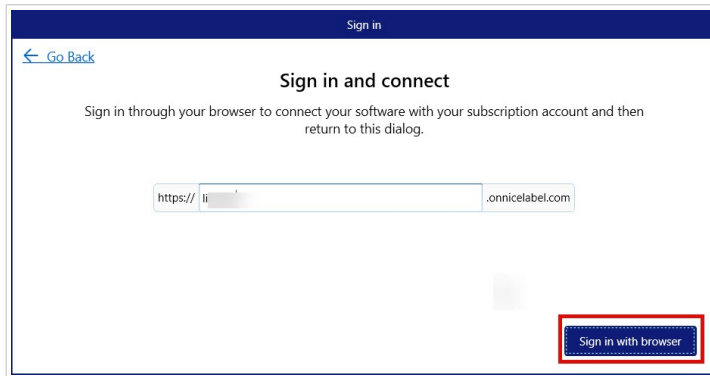 Sign in
← Go Back
Sign in and connect
Sign in through your browser to connect your software with your subscription account and then
return to this dialog.
https:// li .onnicelabel.com
Sign in with browser